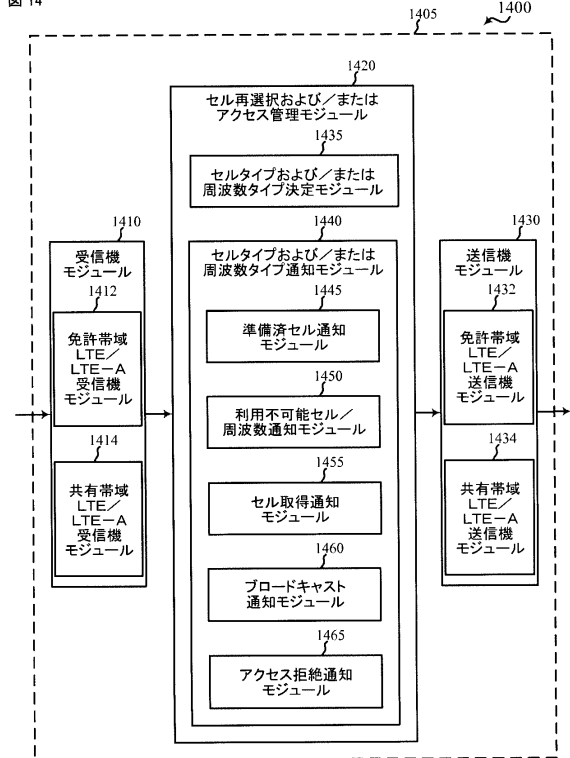 図 14
1400
1405
1420
セル再選択および／または
アクセス管理モジュール
1435
セルタイプおよび／または
周波数タイプ決定モジュール
1410
受信機
モジュール
1412
免許帯域
LTE／
LTE－A
受信機
モジュール
1414
共有帯域
LTE／
LTE－A
受信機
モジュール
1440
セルタイプおよび／または
周波数タイプ通知モジュール
1445
準備済セル通知
モジュール
1450
利用不可能セル／
周波数通知モジュール
1455
セル取得通知
モジュール
1460
ブロードキャスト
通知モジュール
1465
アクセス拒絶通知
モジュール
1430
送信機
モジュール
1432
免許帯域
LTE／
LTE－A
送信機
モジュール
1434
共有帯域
LTE／
LTE－A
送信機
モジュール